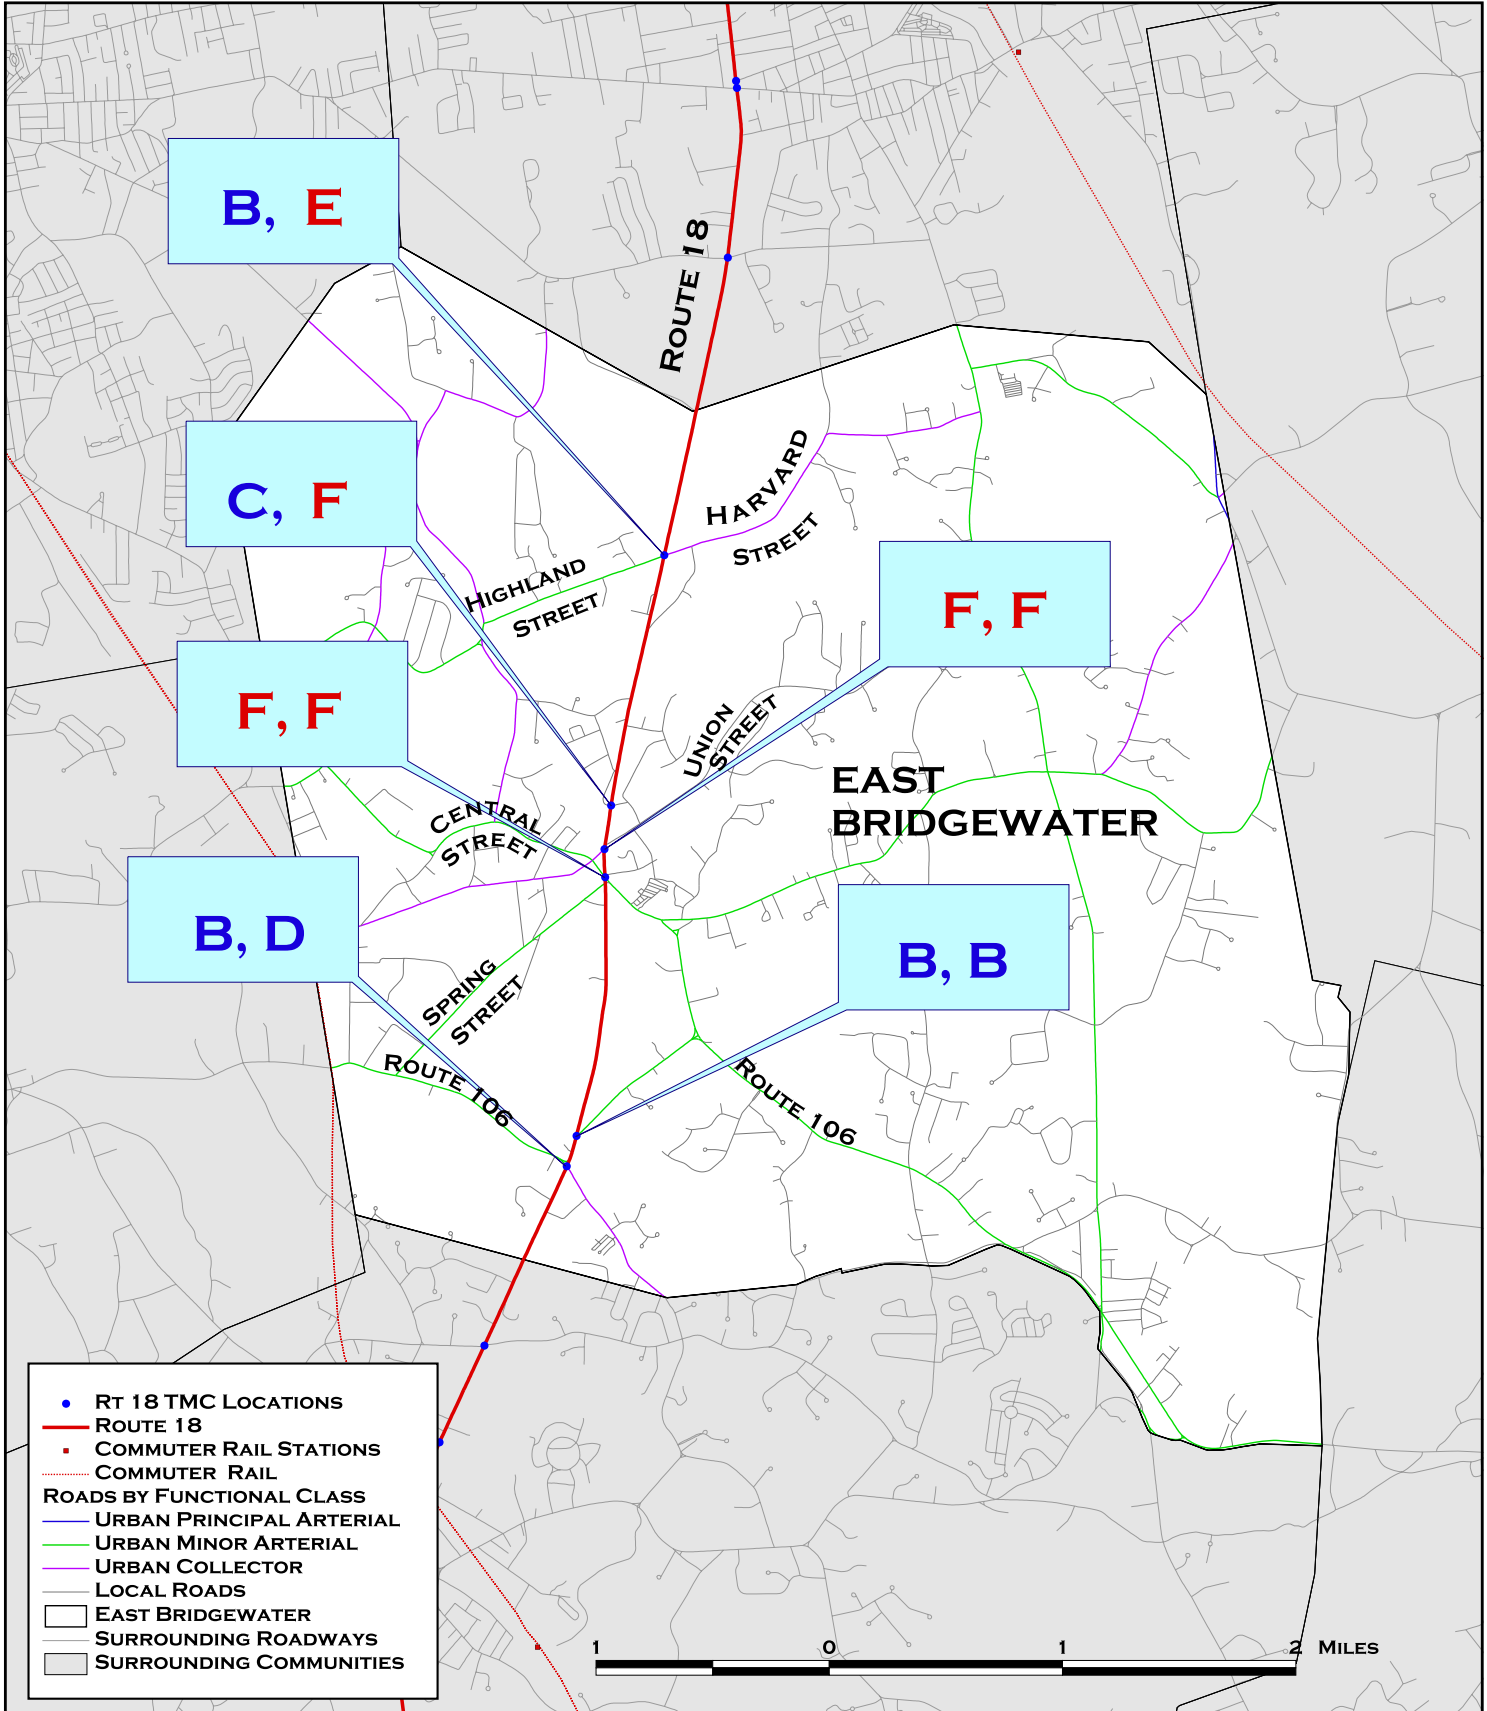 B, E
ROUTE 18
C, F
HARVARD
STREET
HIGHLAND
STREET
F, F
F, F
UNION
STREET
EAST
BRIDGEWATER
CENTRAL
STREET
B, D
B, B
SPRING
STREET
ROUTE 106
ROUTE 106
RT 18 TMC LOCATIONS
ROUTE 18
COMMUTER RAIL STATIONS
COMMUTER RAIL
ROADS BY FUNCTIONAL CLASS
URBAN PRINCIPAL ARTERIAL
URBAN MINOR ARTERIAL
URBAN COLLECTOR
LOCAL ROADS
EAST BRIDGEWATER
SURROUNDING ROADWAYS
SURROUNDING COMMUNITIES
1 0 1 2 MILES